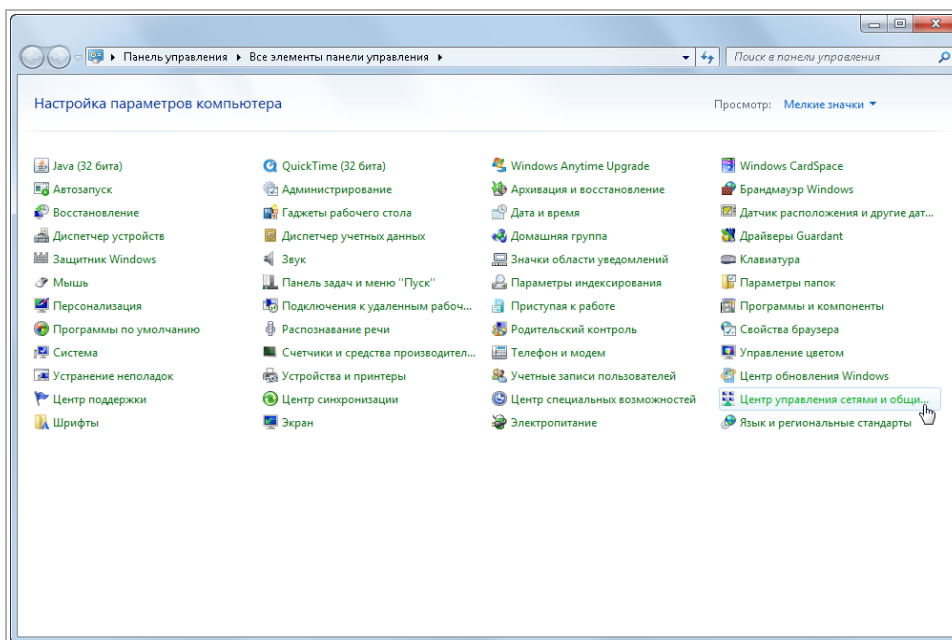 Панель управления ▸ Все элементы панели управления ▸
Поиск в панели управления
Настройка параметров компьютера
Просмотр: Мелкие значки
Java (32 бита) QuickTime (32 бита) Windows Anytime Upgrade Windows CardSpace
Автозапуск Администрирование Архивация и восстановление Брандмауэр Windows
Восстановление Гаджеты рабочего стола Дата и время Датчик расположения и другие дат...
Диспетчер устройств Диспетчер учетных данных Домашняя группа Драйверы Guardant
Защитник Windows Звук Значки области уведомлений Клавиатура
Мышь Панель задач и меню "Пуск" Параметры индексирования Параметры папок
Персонализация Подключения к удаленным рабоч... Приступая к работе Программы и компоненты
Программы по умолчанию Распознавание речи Родительский контроль Свойства браузера
Система Счетчики и средства производител... Телефон и модем Управление цветом
Устранение неполадок Устройства и принтеры Учетные записи пользователей Центр обновления Windows
Центр поддержки Центр синхронизации Центр специальных возможностей Центр управления сетями и общи...
Шрифты Экран Электропитание Язык и региональные стандарты